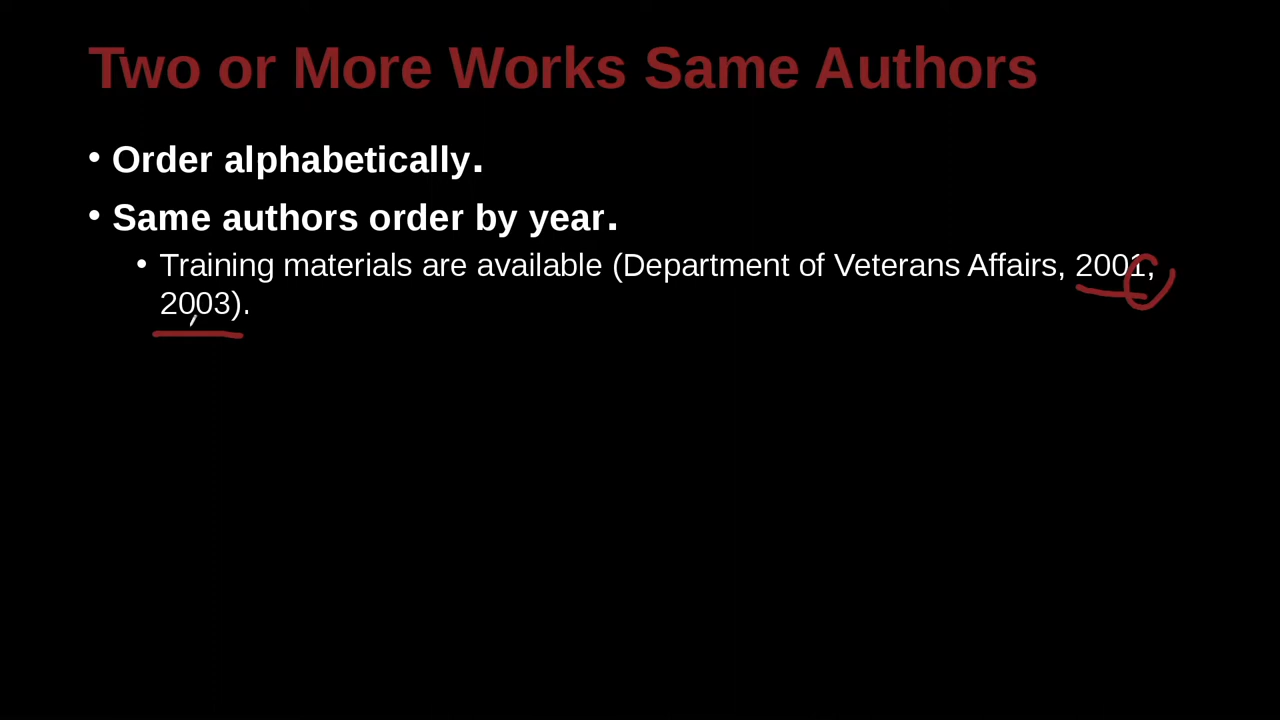 Two or More Works Same Authors
• Order alphabetically.
• Same authors order by year.
• Training materials are available (Department of Veterans Affairs, 2001,
2003).